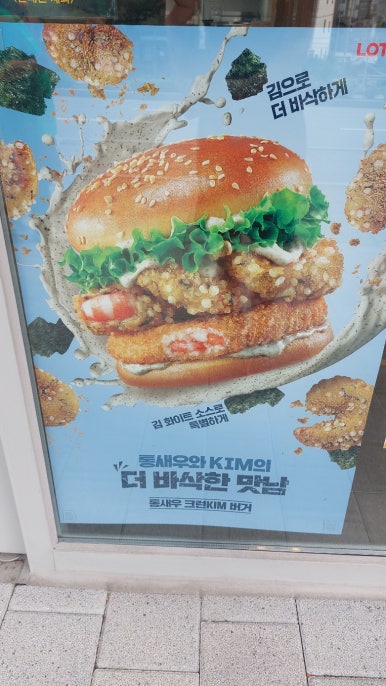 LOT
김으로
더 바삭하게
김 화이트 소스로
특별하게
통새우와 KIM의
더 바삭한 맛남
통새우 크런KIM 버거